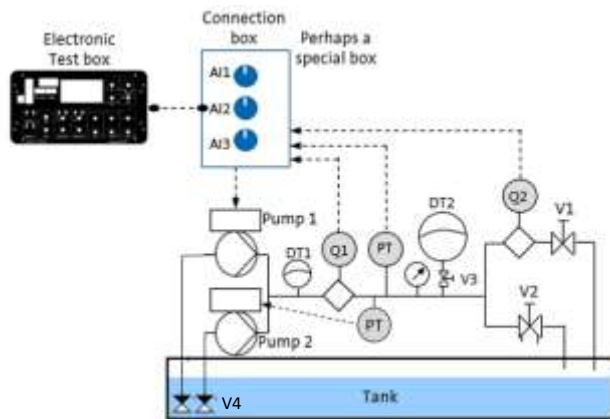 Electronic
Test box
Connection
box
Perhaps a
special box
AI1
AI2
AI3
Pump 1
DT1
Q1
PT
DT2
Q2
V1
V3
V2
PT
Pump 2
V4
Tank